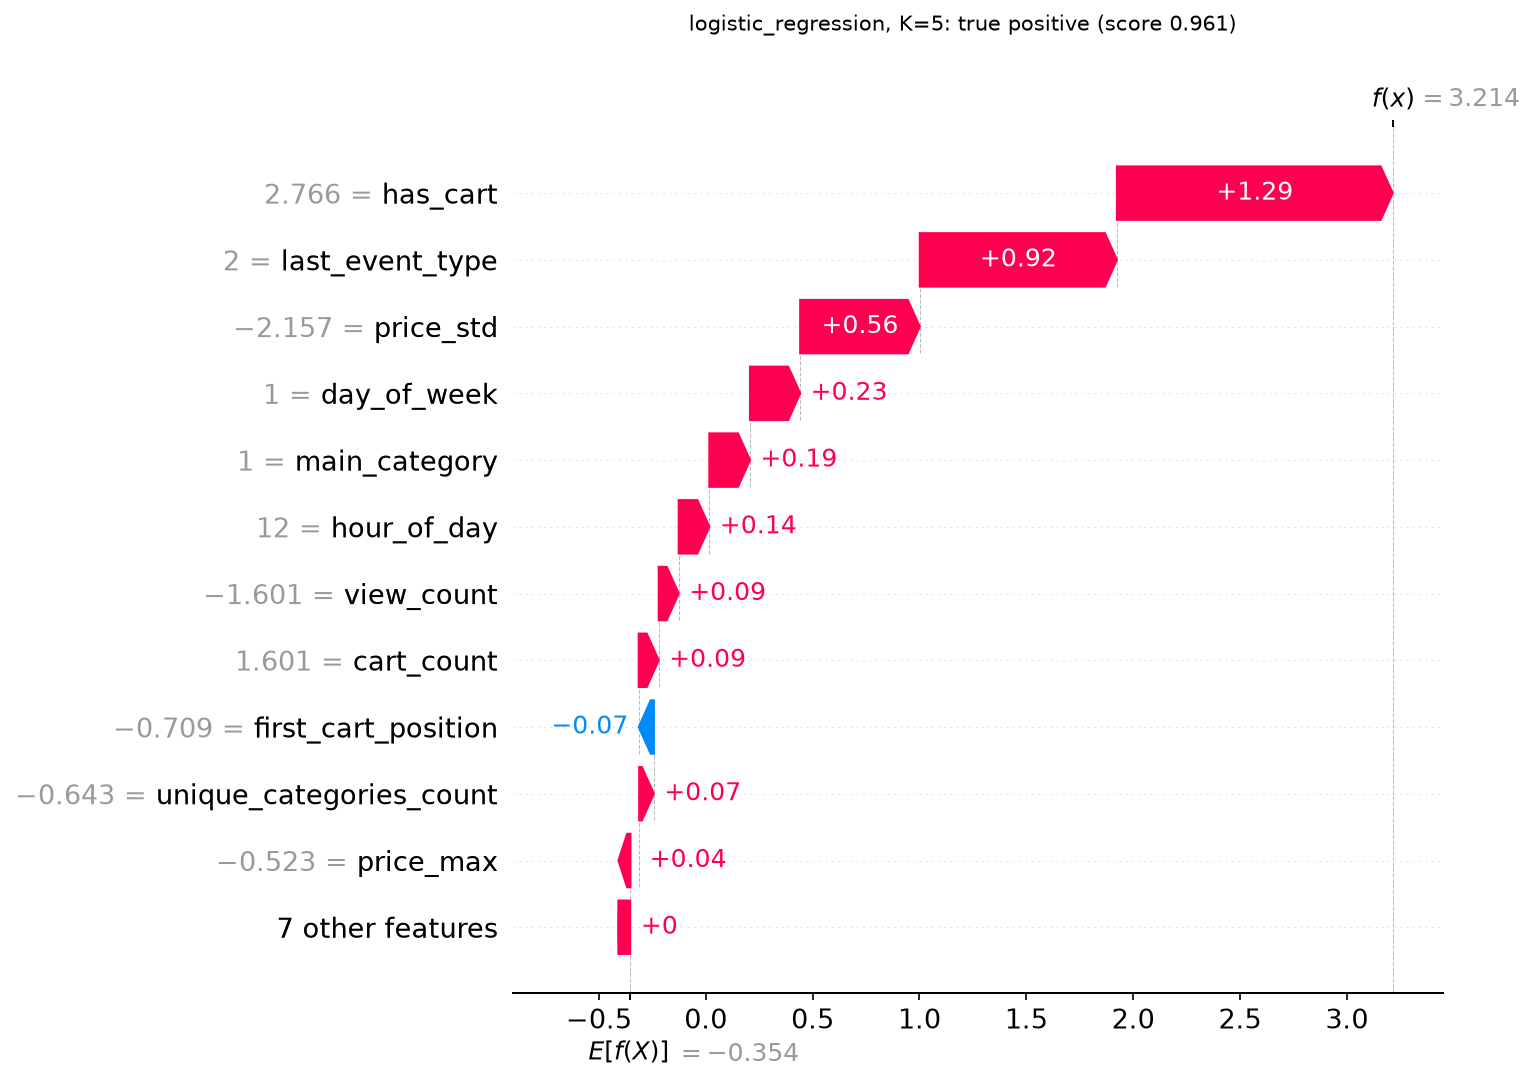 logistic_regression, K=5: true positive (score 0.961)
f(x) = 3.214
2.766 = has_cart +1.29
2 = last_event_type +0.92
−2.157 = price_std +0.56
1 = day_of_week +0.23
1 = main_category +0.19
12 = hour_of_day +0.14
−1.601 = view_count +0.09
1.601 = cart_count +0.09
−0.709 = first_cart_position −0.07
−0.643 = unique_categories_count +0.07
−0.523 = price_max +0.04
7 other features +0
−0.5 0.0 0.5 1.0 1.5 2.0 2.5 3.0
E[f(X)] = −0.354